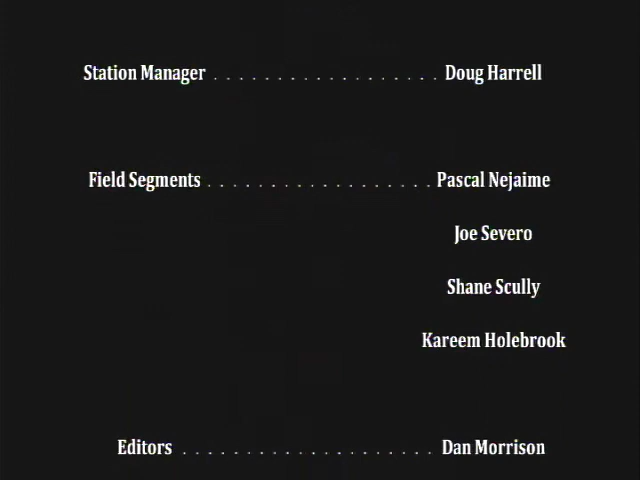 Station Manager . . . . . . . . . . . . . . . . . . Doug Harrell
Field Segments . . . . . . . . . . . . . . . . . . Pascal Nejaime
Joe Severo
Shane Scully
Kareem Holebrook
Editors . . . . . . . . . . . . . . . . . . . . Dan Morrison